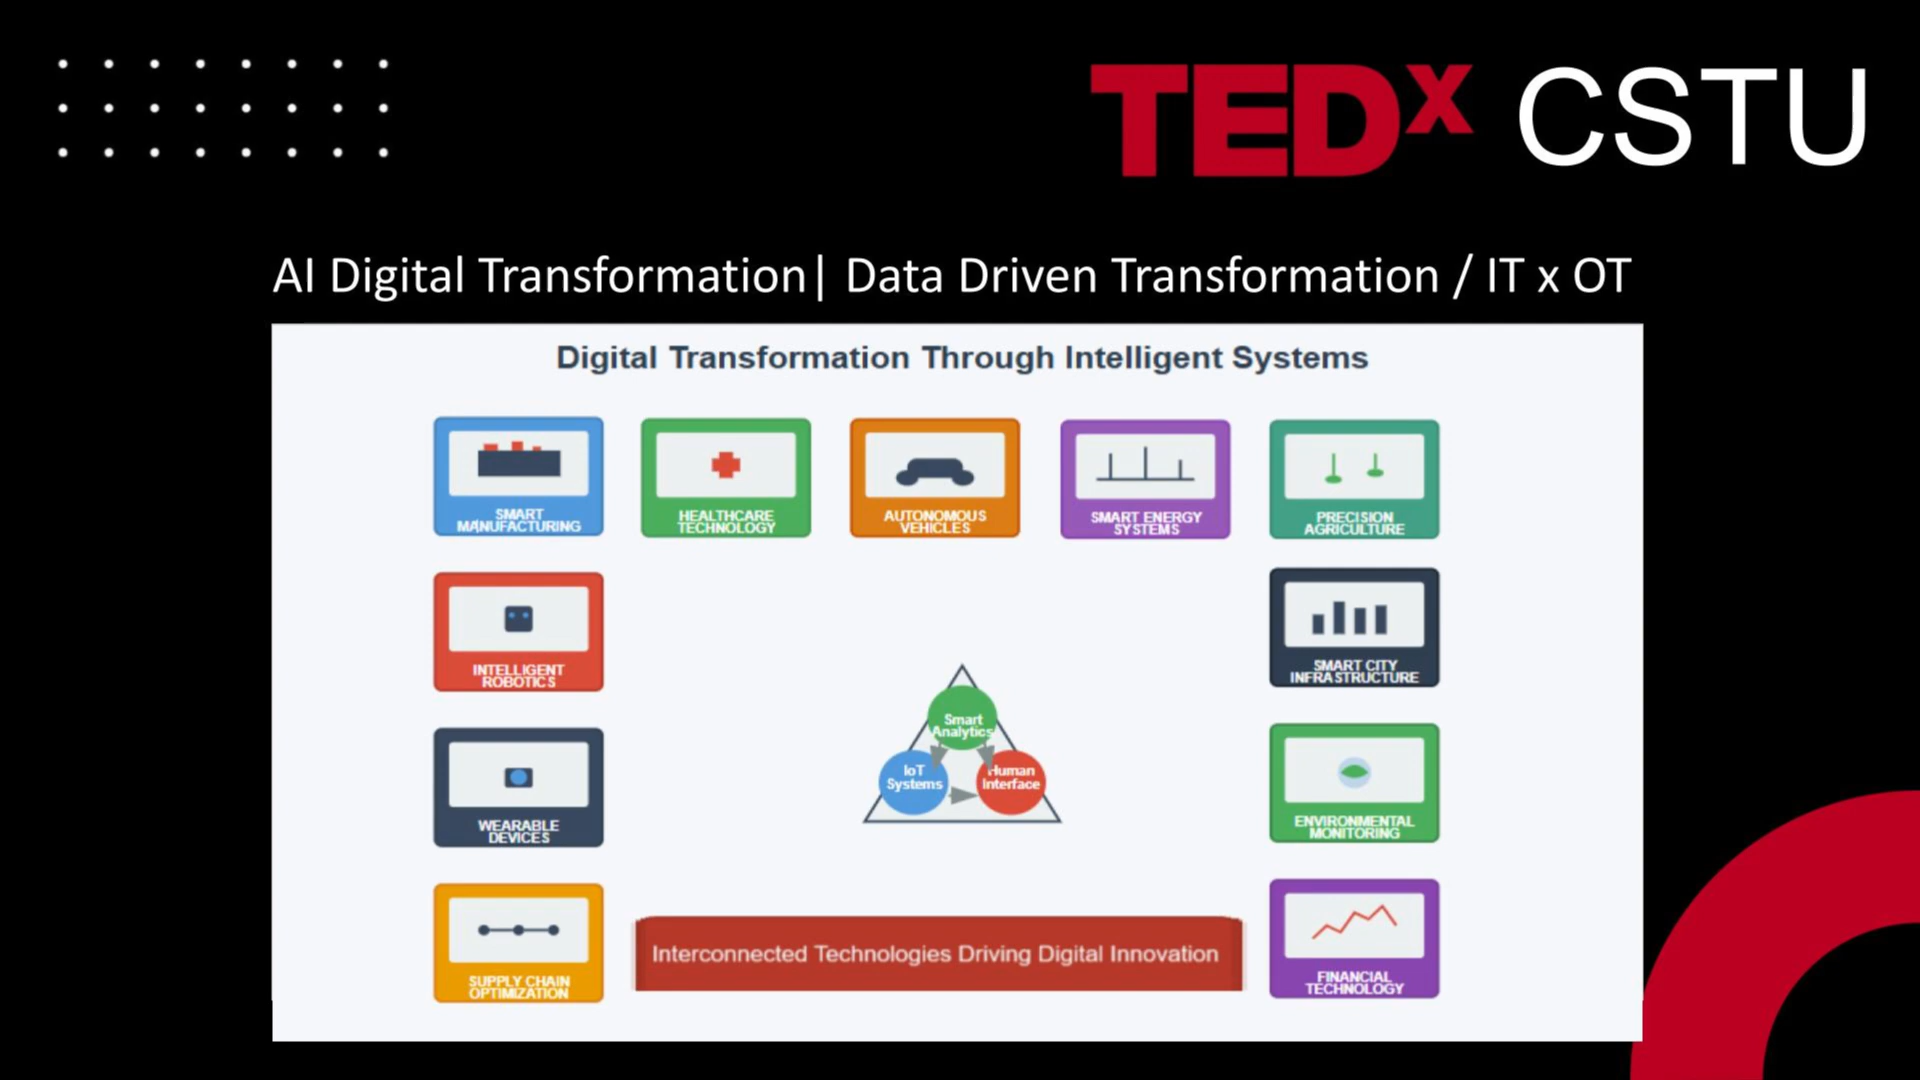 TEDx CSTU
AI Digital Transformation| Data Driven Transformation / IT x OT
Digital Transformation Through Intelligent Systems
SMART
MANUFACTURING
HEALTHCARE
TECHNOLOGY
AUTONOMOUS
VEHICLES
SMART ENERGY
SYSTEMS
PRECISION
AGRICULTURE
INTELLIGENT
ROBOTICS
SMART CITY
INFRASTRUCTURE
Smart
Analytics
IoT
Systems
Human
Interface
WEARABLE
DEVICES
ENVIRONMENTAL
MONITORING
SUPPLY CHAIN
OPTIMIZATION
Interconnected Technologies Driving Digital Innovation
FINANCIAL
TECHNOLOGY